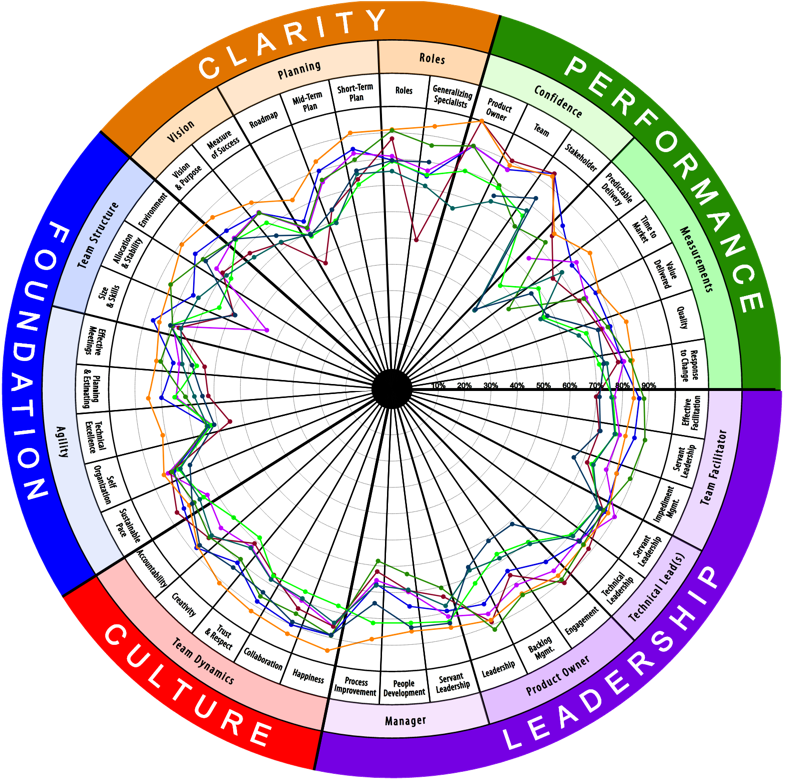 CLARITY
Vision
Planning
Roles
Vision
& Purpose
Measure
of Success
Roadmap
Mid-Term
Plan
Short-Term
Plan
Roles
Generalizing
Specialists
PERFORMANCE
Confidence
Measurements
Product
Owner
Team
Stakeholder
Predictable
Delivery
Time to
Market
Value
Delivered
Quality
Response
to Change
10% 20% 30% 40% 50% 60% 70% 80% 90%
LEADERSHIP
Team Facilitator
Technical Lead(s)
Product Owner
Manager
Effective
Facilitation
Servant
Leadership
Impediment
Mgmt.
Servant
Leadership
Technical
Leadership
Engagement
Backlog
Mgmt.
Leadership
Servant
Leadership
People
Development
Process
Improvement
CULTURE
Team Dynamics
Happiness
Collaboration
Trust
& Respect
Creativity
Accountability
FOUNDATION
Agility
Team Structure
Sustainable
Pace
Self
Organization
Technical
Excellence
Planning
& Estimating
Effective
Meetings
Size
& Skills
Allocation
& Stability
Environment